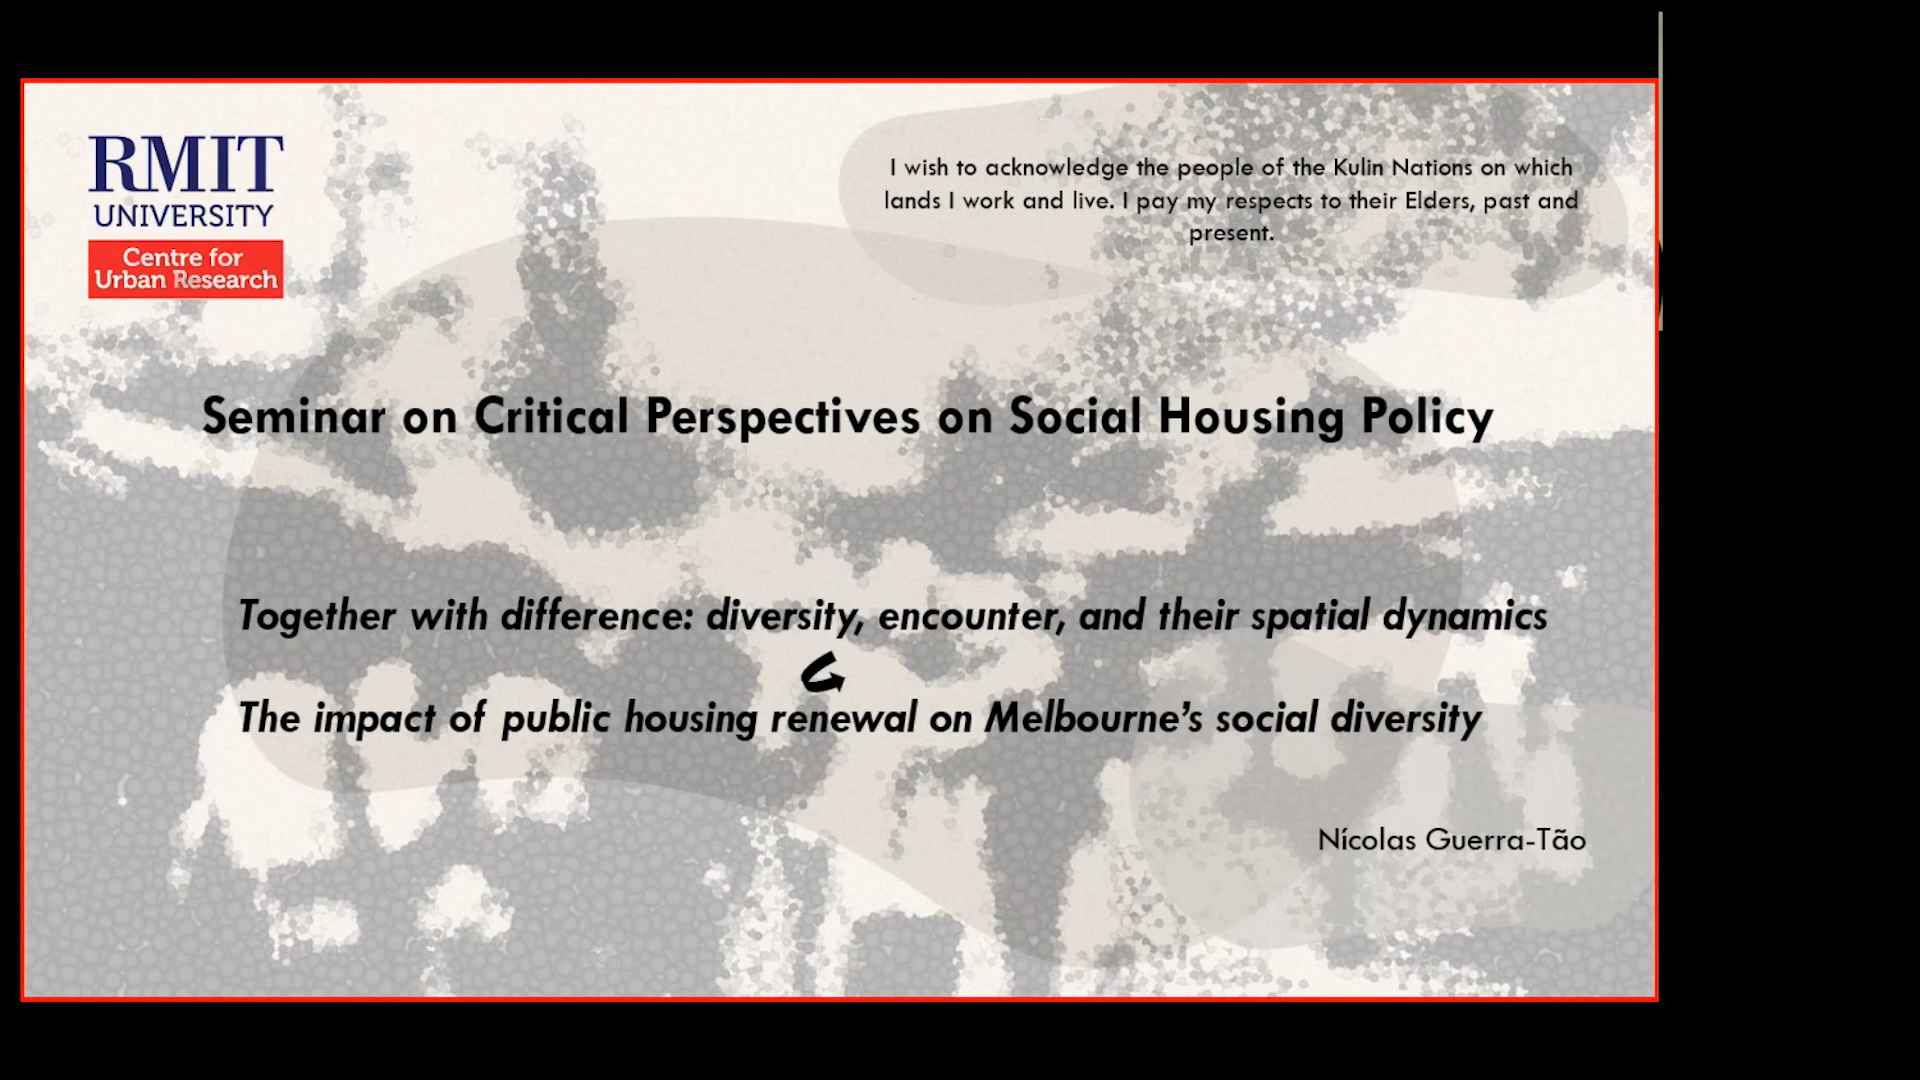 RMIT
UNIVERSITY
Centre for
Urban Research
I wish to acknowledge the people of the Kulin Nations on which
lands I work and live. I pay my respects to their Elders, past and
present.
Seminar on Critical Perspectives on Social Housing Policy
Together with difference: diversity, encounter, and their spatial dynamics
The impact of public housing renewal on Melbourne’s social diversity
Nícolas Guerra-Tão